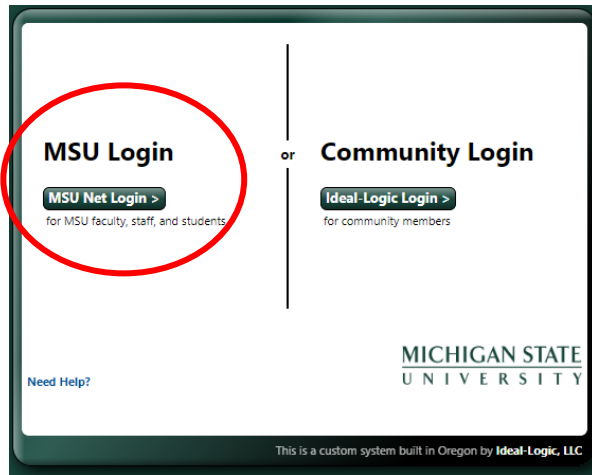 MSU Login
MSU Net Login >
for MSU faculty, staff, and students
or
Community Login
Ideal-Logic Login >
for community members
Need Help?
MICHIGAN STATE
UNIVERSITY
This is a custom system built in Oregon by Ideal-Logic, LLC